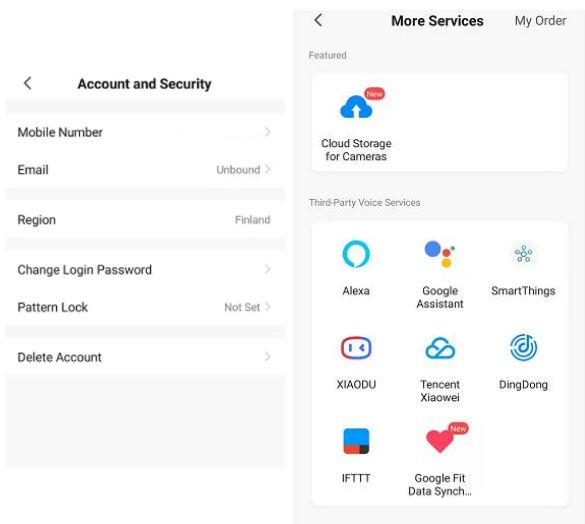 Account and Security
Mobile Number
Email
Unbound
Region
Finland
Change Login Password
Pattern Lock
Not Set
Delete Account
More Services
My Order
Featured
New
Cloud Storage
for Cameras
Third-Party Voice Services
Alexa
Google
Assistant
SmartThings
XIAODU
Tencent
Xiaowei
DingDong
IFTTT
New
Google Fit
Data Synch...